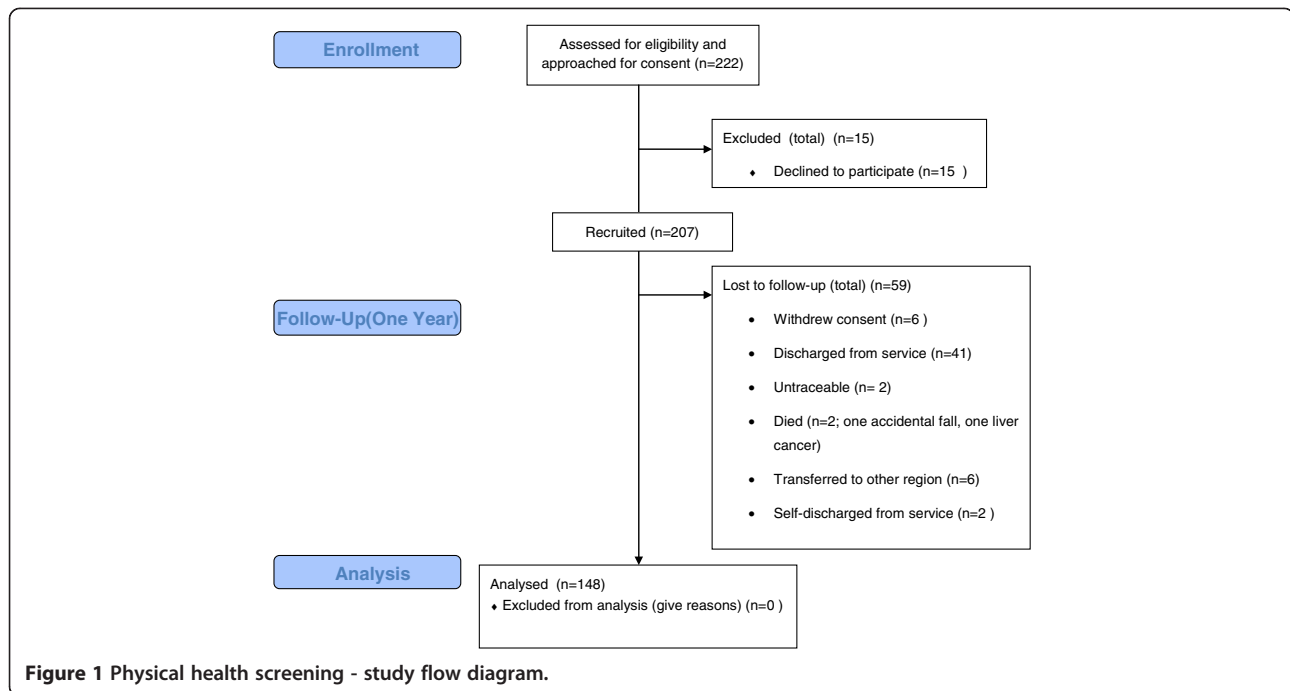 Enrollment
Assessed for eligibility and
approached for consent (n=222)
Excluded (total) (n=15)
♦ Declined to participate (n=15 )
Recruited (n=207)
Lost to follow-up (total) (n=59)
Follow-Up(One Year)
• Withdrew consent (n=6 )
• Discharged from service (n=41)
• Untraceable (n= 2)
• Died (n=2; one accidental fall, one liver
cancer)
• Transferred to other region (n=6)
• Self-discharged from service (n=2 )
Analysis
Analysed (n=148)
♦ Excluded from analysis (give reasons) (n=0 )
Figure 1 Physical health screening - study flow diagram.